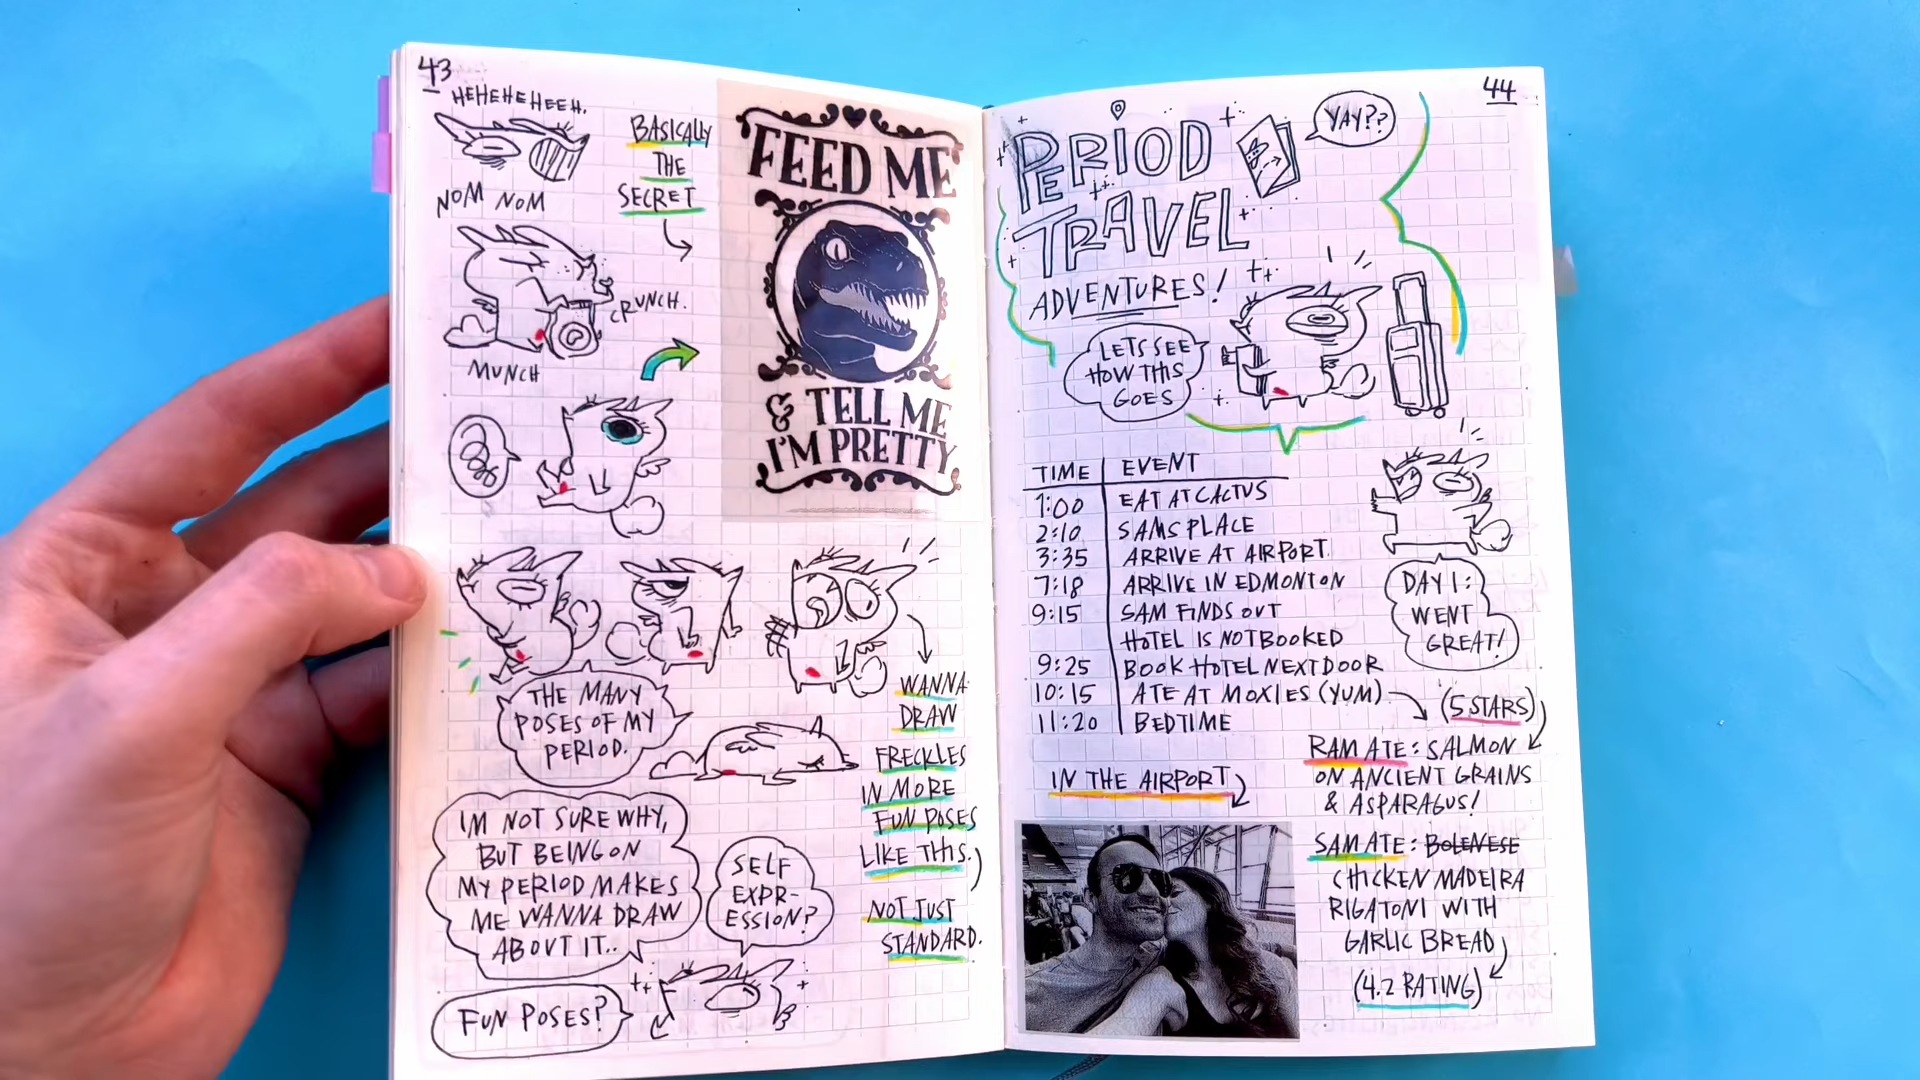 43
HEHEHEHEEH.
NOM NOM
BASICALLY
THE
SECRET
CRUNCH.
MUNCH
FEED ME
& TELL ME
I'M PRETTY
THE MANY
POSES OF MY
PERIOD.
WANNA
DRAW
FRECKLES
IN MORE
FUN POSES
LIKE THIS.)
NOT JUST
STANDARD.
IM NOT SURE WHY,
BUT BEING ON
MY PERIOD MAKES
ME WANNA DRAW
ABOUT IT..
SELF
EXPR-
ESSION?
FUN POSES?
44
PERIOD
TRAVEL
ADVENTURES!
YAY??
LETS SEE
HOW THIS
GOES
TIME EVENT
1:00 EAT AT CACTUS
2:10 SAMS PLACE
3:35 ARRIVE AT AIRPORT
7:18 ARRIVE IN EDMONTON
9:15 SAM FINDS OUT
HOTEL IS NOT BOOKED
9:25 BOOK HOTEL NEXT DOOR
10:15 ATE AT MOXIES (YUM)
11:20 BEDTIME
DAY 1:
WENT
GREAT!
(5 STARS)
RAM ATE: SALMON
ON ANCIENT GRAINS
& ASPARAGUS!
SAM ATE: BOLENESE
CHICKEN MADEIRA
RIGATONI WITH
GARLIC BREAD
(4.2 RATING)
IN THE AIRPORT